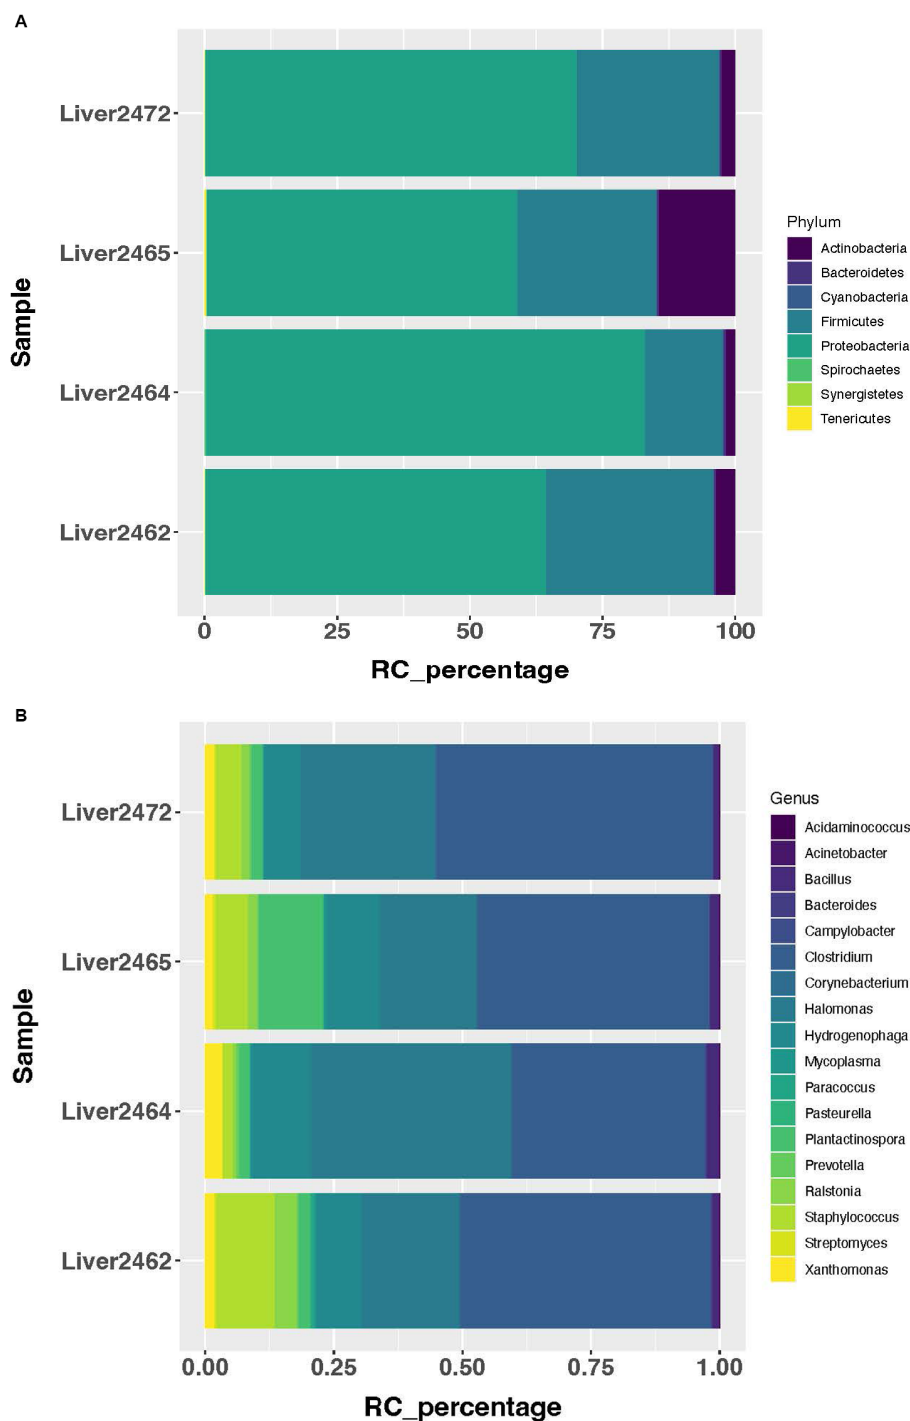 A
Liver2472
Liver2465
Liver2464
Liver2462
Sample
0 25 50 75 100
RC_percentage
Phylum
Actinobacteria
Bacteroidetes
Cyanobacteria
Firmicutes
Proteobacteria
Spirochaetes
Synergistetes
Tenericutes
B
Liver2472
Liver2465
Liver2464
Liver2462
Sample
0.00 0.25 0.50 0.75 1.00
RC_percentage
Genus
Acidaminococcus
Acinetobacter
Bacillus
Bacteroides
Campylobacter
Clostridium
Corynebacterium
Halomonas
Hydrogenophaga
Mycoplasma
Paracoccus
Pasteurella
Plantactinospora
Prevotella
Ralstonia
Staphylococcus
Streptomyces
Xanthomonas